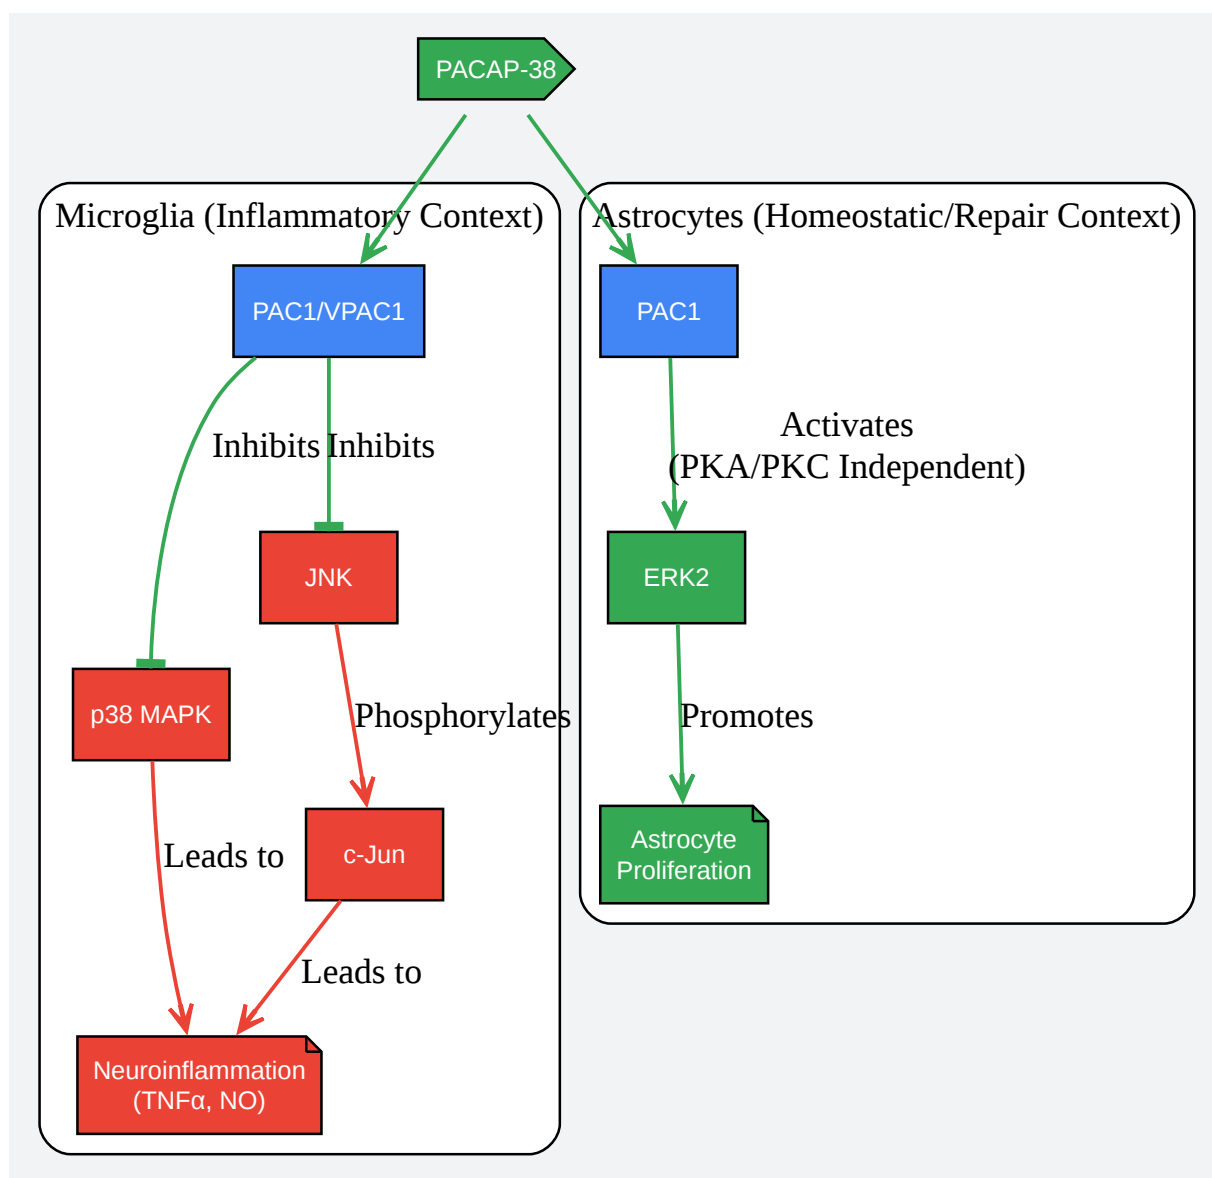 PACAP-38
Microglia (Inflammatory Context)
PAC1/VPAC1
Inhibits
Inhibits
JNK
p38 MAPK
Phosphorylates
Leads to
c-Jun
Leads to
Neuroinflammation
(TNFα, NO)
Astrocytes (Homeostatic/Repair Context)
PAC1
Activates
(PKA/PKC Independent)
ERK2
Promotes
Astrocyte
Proliferation